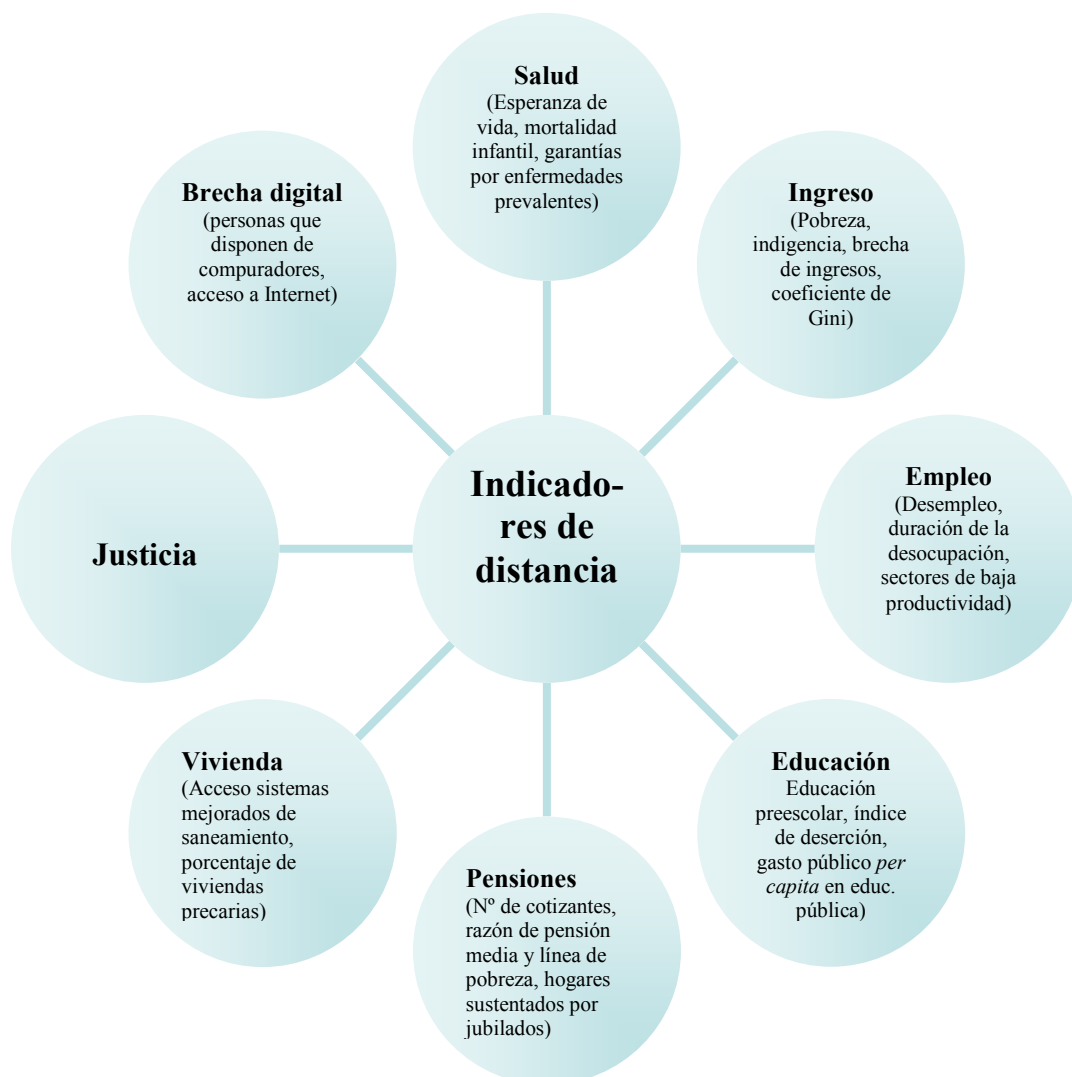 Salud
(Esperanza de
vida, mortalidad
infantil, garantías
por enfermedades
prevalentes)
Ingreso
(Pobreza,
indigencia, brecha
de ingresos,
coeficiente de
Gini)
Empleo
(Desempleo,
duración de la
desocupación,
sectores de baja
productividad)
Educación
Educación
preescolar, índice
de deserción,
gasto público per
capita en educ.
pública)
Pensiones
(Nº de cotizantes,
razón de pensión
media y línea de
pobreza, hogares
sustentados por
jubilados)
Vivienda
(Acceso sistemas
mejorados de
saneamiento,
porcentaje de
viviendas
precarias)
Justicia
Brecha digital
(personas que
disponen de
compuradores,
acceso a Internet)
Indicado-
res de
distancia